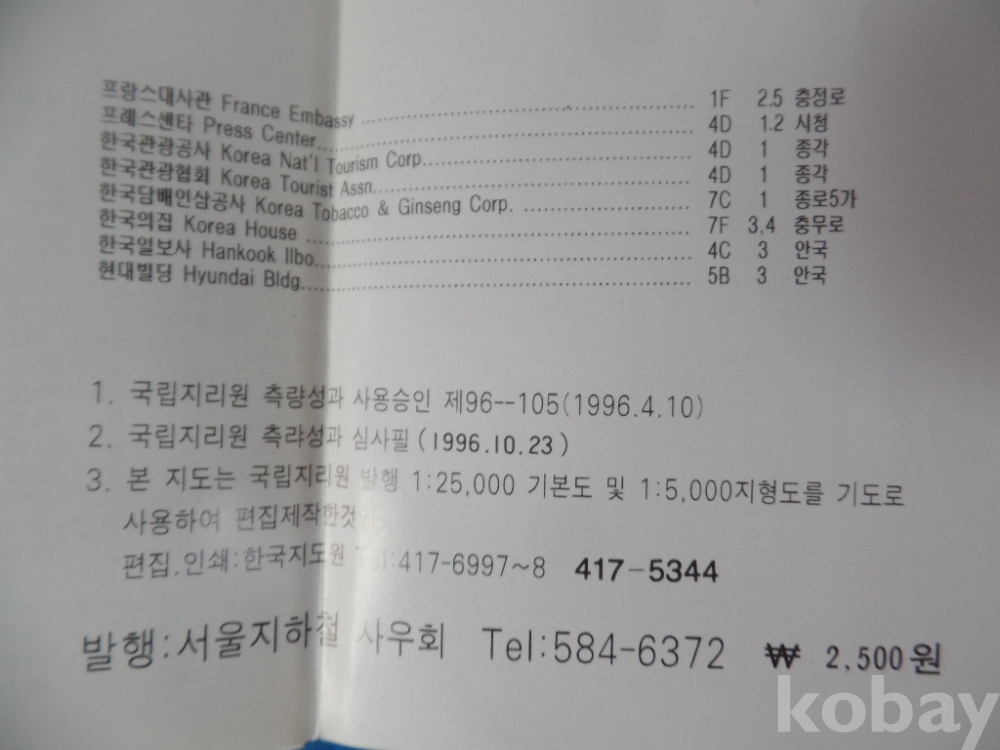 프랑스대사관 France Embassy ........ 1F 2.5 충정로
프레스센타 Press Center ........ 4D 1.2 시청
한국관광공사 Korea Nat'l Tourism Corp. ........ 4D 1 종각
한국관광협회 Korea Tourist Assn. ........ 4D 1 종각
한국담배인삼공사 Korea Tobacco & Ginseng Corp. ........ 7C 1 종로5가
한국의집 Korea House ........ 7F 3,4 충무로
한국일보사 Hankook Ilbo ........ 4C 3 안국
현대빌딩 Hyundai Bldg. ........ 5B 3 안국
1. 국립지리원 측량성과 사용승인 제96--105(1996.4.10)
2. 국립지리원 측랴성과 심사필(1996.10.23)
3. 본 지도는 국립지리원 발행 1:25,000 기본도 및 1:5,000지형도를 기도로
사용하여 편집제작한것
편집.인쇄:한국지도원 Tel:417-6997~8 417-5344
발행:서울지하철 사우회 Tel:584-6372 ₩ 2,500원
kobay